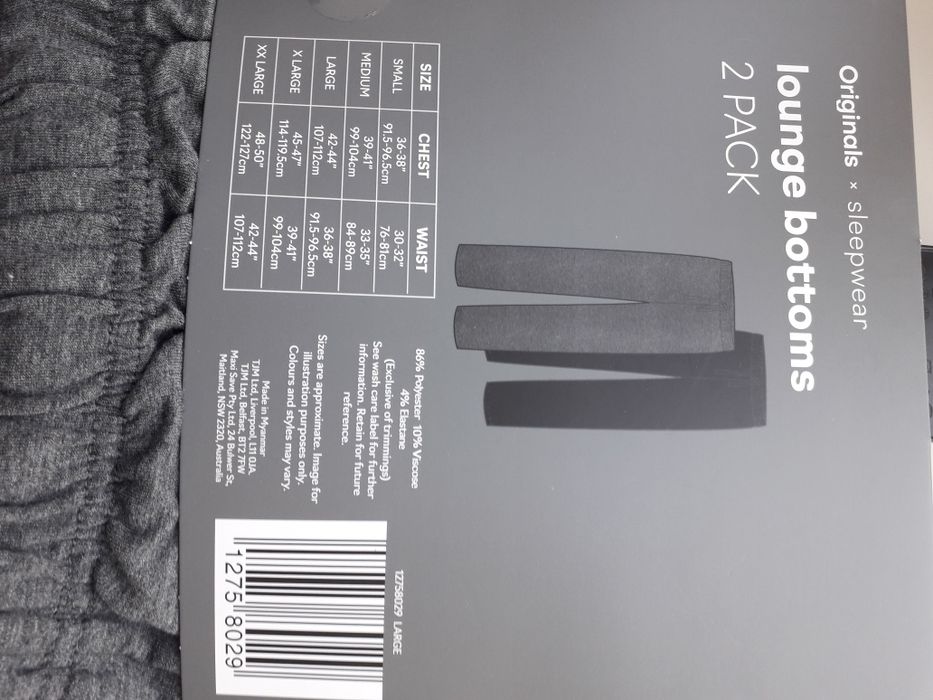 Originals × sleepwear
lounge bottoms
2 PACK
SIZE CHEST WAIST
SMALL 36-38" 30-32"
91.5-96.5cm 76-81cm
MEDIUM 39-41" 33-35"
99-104cm 84-89cm
LARGE 42-44" 36-38"
107-112cm 91.5-96.5cm
X LARGE 45-47" 39-41"
114-119.5cm 99-104cm
XX LARGE 48-50" 42-44"
122-127cm 107-112cm
86% Polyester 10% Viscose
4% Elastane
(Exclusive of trimmings)
See wash care label for further
information. Retain for future
reference.
Sizes are approximate. Image for
illustration purposes only.
Colours and styles may vary.
Made in Myanmar
TJM Ltd, Liverpool, L11 0JA
TJM Ltd, Belfast, BT2 7FW
Maxi Save Pty Ltd, 24 Bulwer St,
Maitland, NSW 2320, Australia
12758029 LARGE
1275 8029